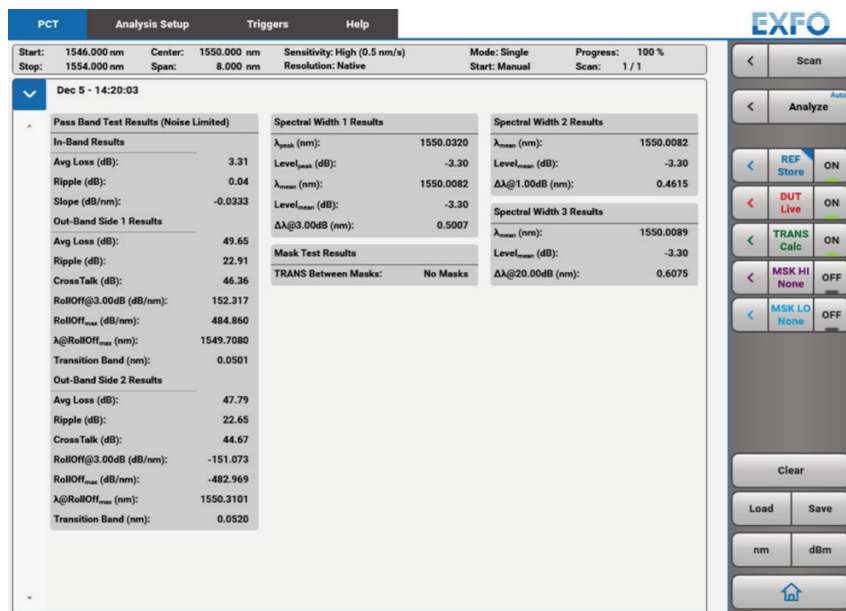 PCT Analysis Setup Triggers Help
EXFO
Start: 1546.000 nm Center: 1550.000 nm Sensitivity: High (0.5 nm/s) Mode: Single Progress: 100 %
Stop: 1554.000 nm Span: 8.000 nm Resolution: Native Start: Manual Scan: 1 / 1
Dec 5 - 14:20:03
Pass Band Test Results (Noise Limited)
In-Band Results
Avg Loss (dB): 3.31
Ripple (dB): 0.04
Slope (dB/nm): -0.0333
Out-Band Side 1 Results
Avg Loss (dB): 49.65
Ripple (dB): 22.91
CrossTalk (dB): 46.36
RollOff@3.00dB (dB/nm): 152.317
RollOffmax (dB/nm): 484.860
λ@RollOffmax (nm): 1549.7080
Transition Band (nm): 0.0501
Out-Band Side 2 Results
Avg Loss (dB): 47.79
Ripple (dB): 22.65
CrossTalk (dB): 44.67
RollOff@3.00dB (dB/nm): -151.073
RollOffmax (dB/nm): -482.969
λ@RollOffmax (nm): 1550.3101
Transition Band (nm): 0.0520
Spectral Width 1 Results
λpeak (nm): 1550.0320
Levelpeak (dB): -3.30
λmean (nm): 1550.0082
Levelmean (dB): -3.30
Δλ@3.00dB (nm): 0.5007
Mask Test Results
TRANS Between Masks: No Masks
Spectral Width 2 Results
λmean (nm): 1550.0082
Levelmean (dB): -3.30
Δλ@1.00dB (nm): 0.4615
Spectral Width 3 Results
λmean (nm): 1550.0089
Levelmean (dB): -3.30
Δλ@20.00dB (nm): 0.6075
Scan
Auto
Analyze
REF
Store ON
DUT
Live ON
TRANS
Calc ON
MSK HI
None OFF
MSK LO
None OFF
Clear
Load Save
nm dBm